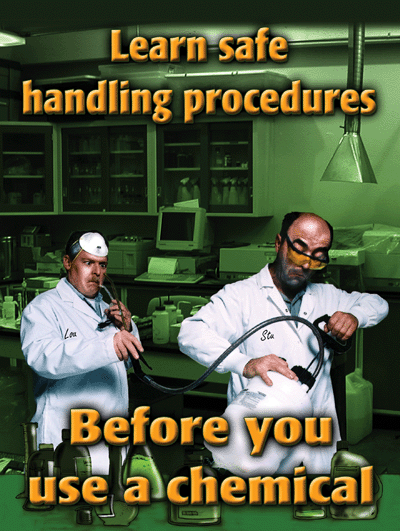 Learn safe
handling procedures
Lou
Stu
Before you
use a chemical